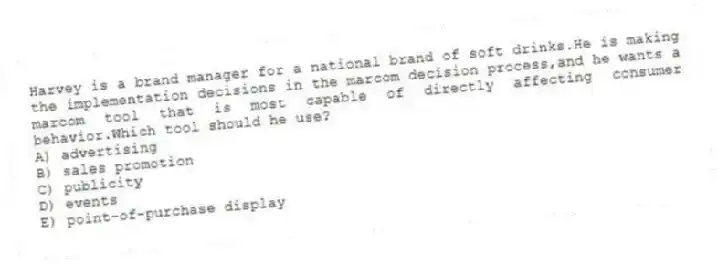 Harvey is a brand manager for a national brand of soft drinks.He is making
the implementation decisions in the marcom decision process,and he wants a
marcom tool that is most capable of directly affecting consumer
behavior.Which tool should he use?
A) advertising
B) sales promotion
C) publicity
D) events
E) point-of-purchase display